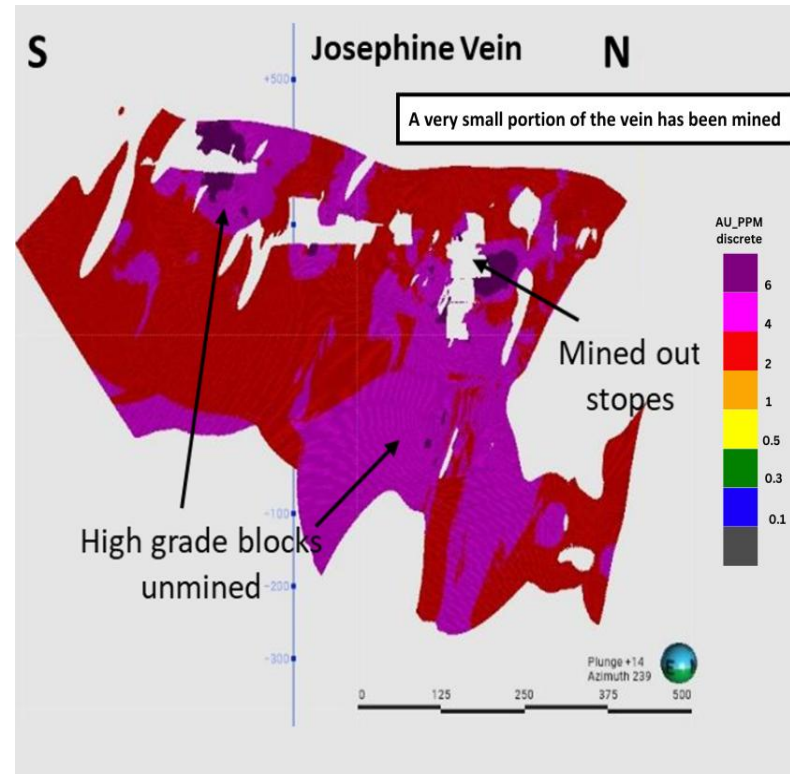 S
Josephine Vein
N
+500
A very small portion of the vein has been mined
AU_PPM
discrete
6
4
2
1
0.5
0.3
0.1
Mined out
stopes
High grade blocks
unmined
-100
-200
-300
Plunge +14
Azimuth 239
0 125 250 375 500